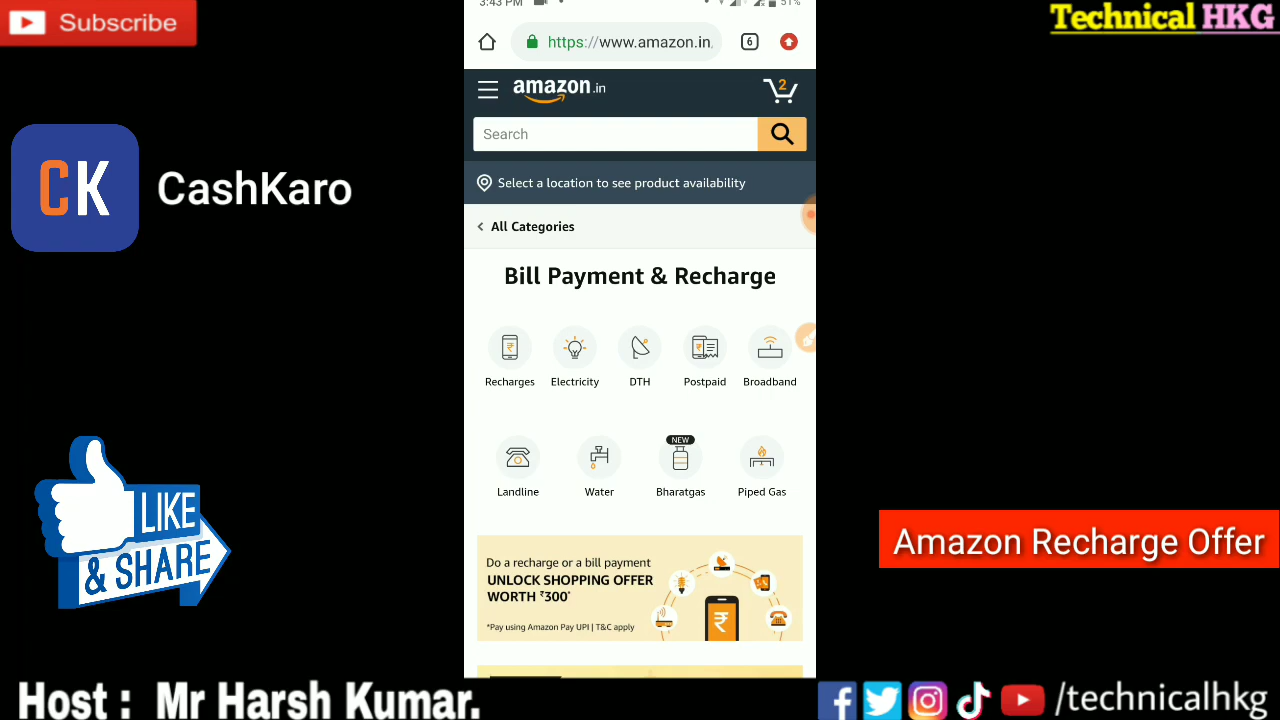 Subscribe
Technical HKG
3:43 PM
51%
https://www.amazon.in
6
amazon.in
2
Search
Select a location to see product availability
CK CashKaro
All Categories
Bill Payment & Recharge
Recharges Electricity DTH Postpaid Broadband
NEW
Landline Water Bharatgas Piped Gas
LIKE
& SHARE
Do a recharge or a bill payment
UNLOCK SHOPPING OFFER
WORTH ₹300*
*Pay using Amazon Pay UPI | T&C apply
₹
Amazon Recharge Offer
Host : Mr Harsh Kumar.
/technicalhkg